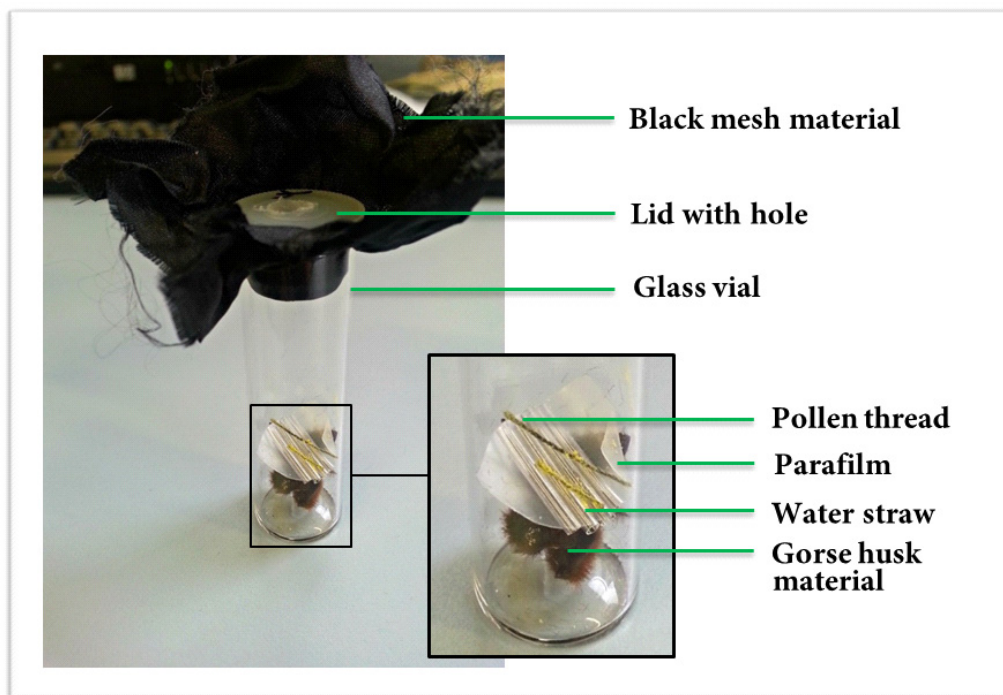 Black mesh material
Lid with hole
Glass vial
Pollen thread
Parafilm
Water straw
Gorse husk
material